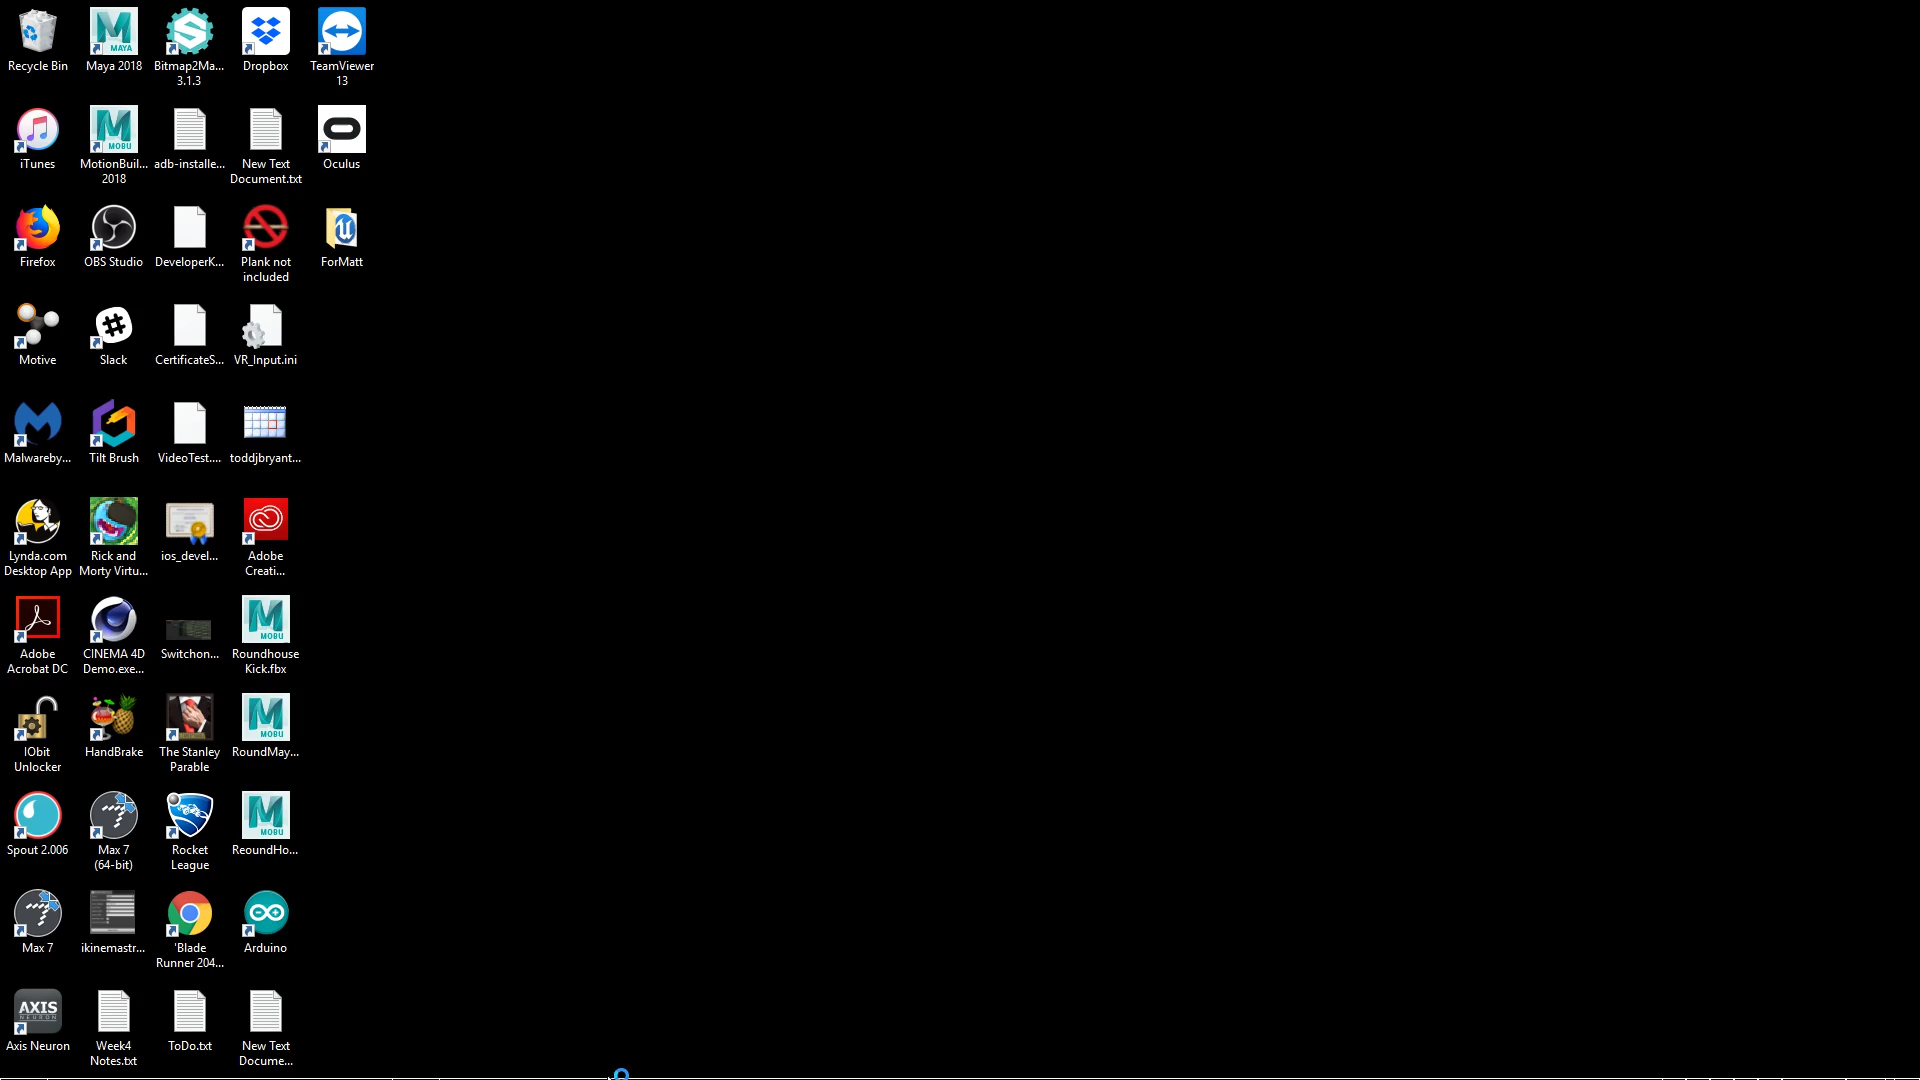 Recycle Bin
Maya 2018
Bitmap2Ma...
3.1.3
Dropbox
TeamViewer
13
iTunes
MotionBuil...
2018
adb-installe...
New Text
Document.txt
Oculus
Firefox
OBS Studio
DeveloperK...
Plank not
included
ForMatt
Motive
Slack
CertificateS...
VR_Input.ini
Malwareby...
Tilt Brush
VideoTest....
toddjbryant...
Lynda.com
Desktop App
Rick and
Morty Virtu...
ios_devel...
Adobe
Creati...
Adobe
Acrobat DC
CINEMA 4D
Demo.exe...
Switchon...
Roundhouse
Kick.fbx
IObit
Unlocker
HandBrake
The Stanley
Parable
RoundMay...
Spout 2.006
Max 7
(64-bit)
Rocket
League
ReoundHo...
Max 7
ikinemastr...
'Blade
Runner 204...
Arduino
Axis Neuron
Week4
Notes.txt
ToDo.txt
New Text
Docume...
MAYA
MOBU
MOBU
MOBU
MOBU
AXIS
NEURON